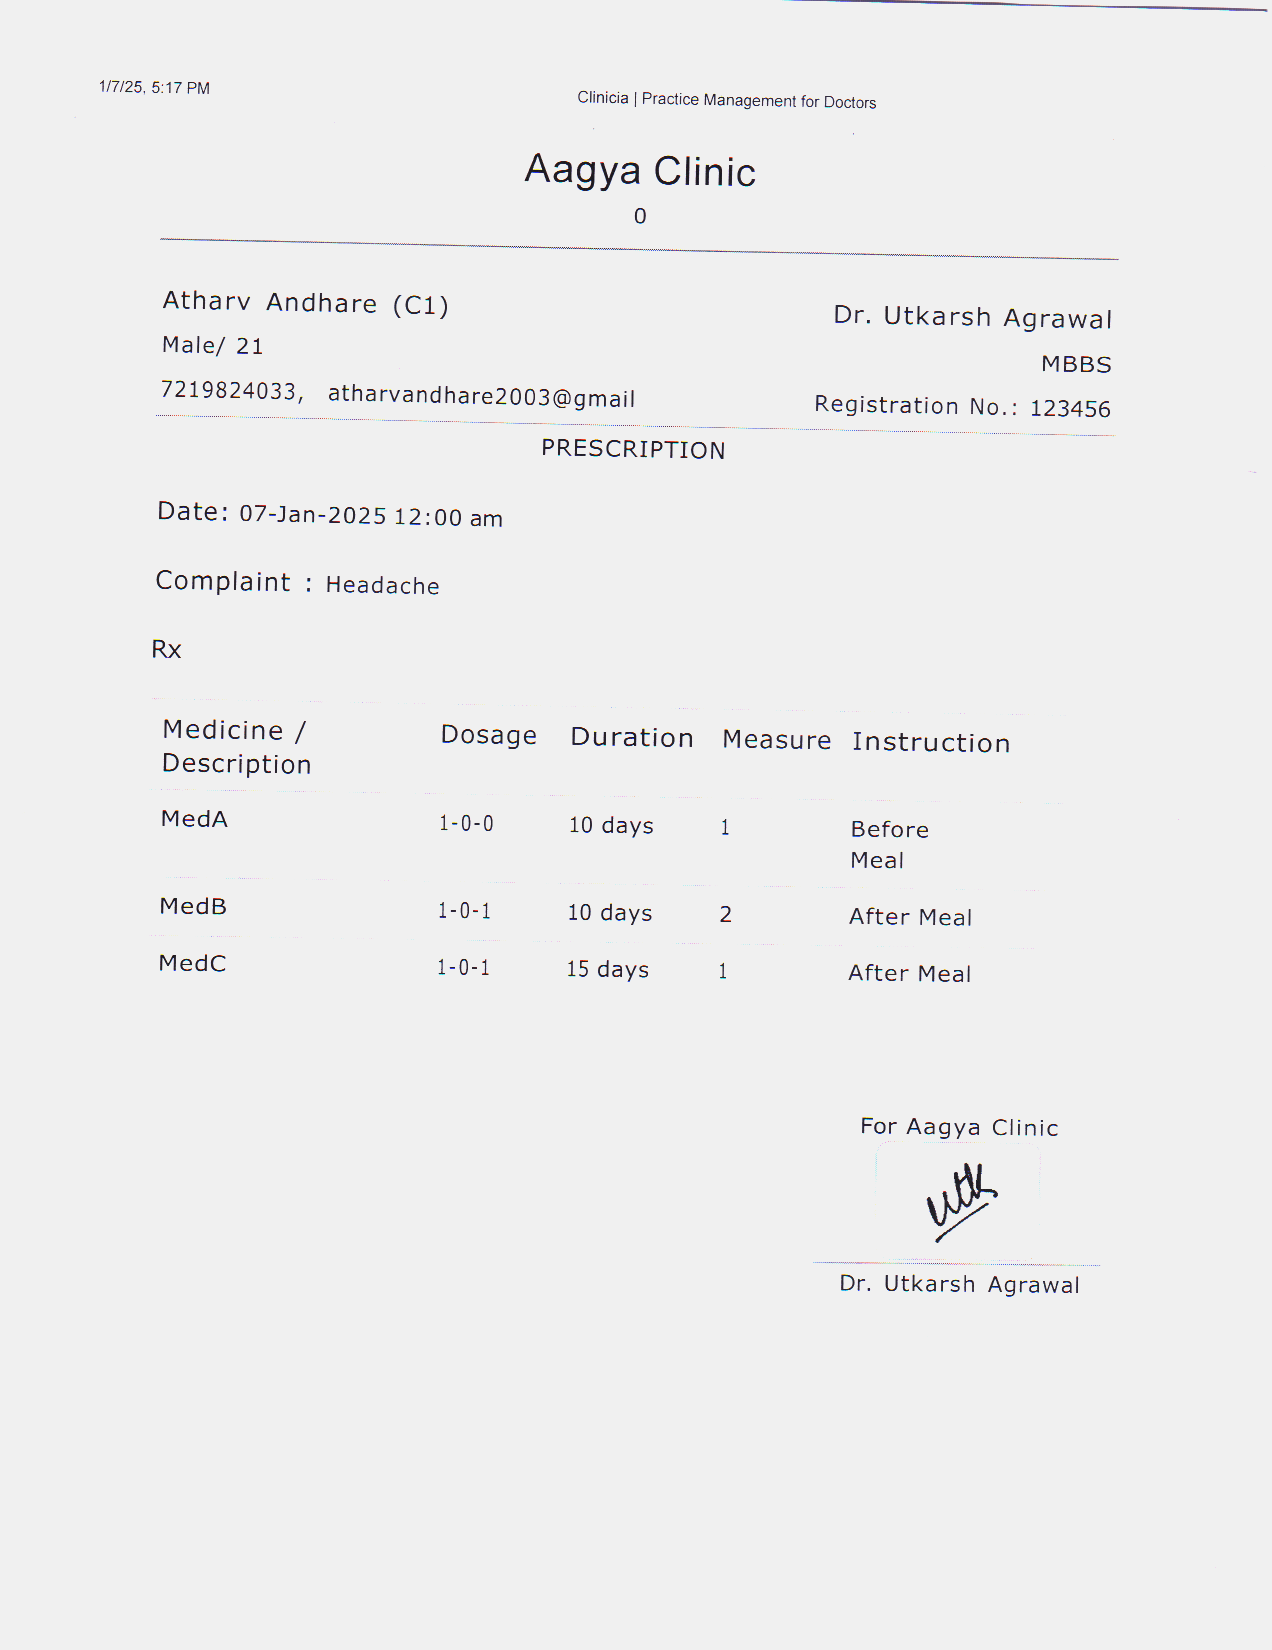 1/7/25, 5:17 PM
Clinicia | Practice Management for Doctors
Aagya Clinic
0
Atharv Andhare (C1)
Dr. Utkarsh Agrawal
Male/ 21
MBBS
7219824033, atharvandhare2003@gmail
Registration No.: 123456
PRESCRIPTION
Date: 07-Jan-2025 12:00 am
Complaint : Headache
Rx
Medicine / Dosage Duration Measure Instruction
Description
MedA 1-0-0 10 days 1 Before
Meal
MedB 1-0-1 10 days 2 After Meal
MedC 1-0-1 15 days 1 After Meal
For Aagya Clinic
utk
Dr. Utkarsh Agrawal